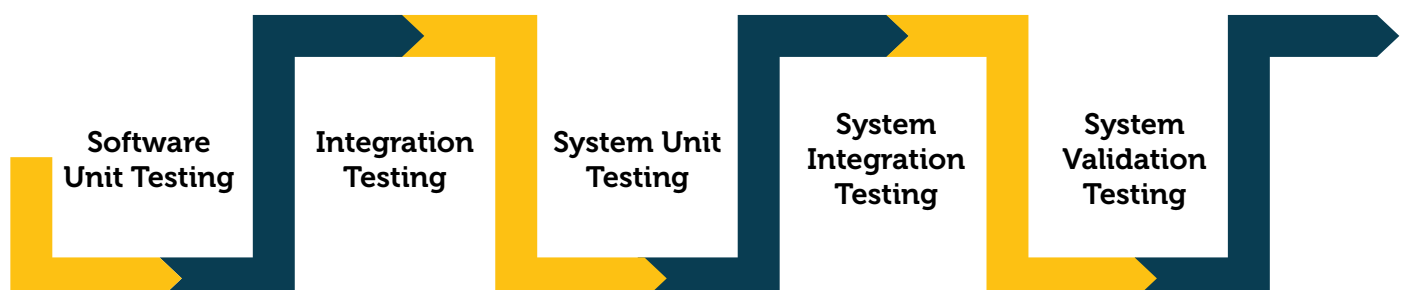 Software
Unit Testing
Integration
Testing
System Unit
Testing
System
Integration
Testing
System
Validation
Testing